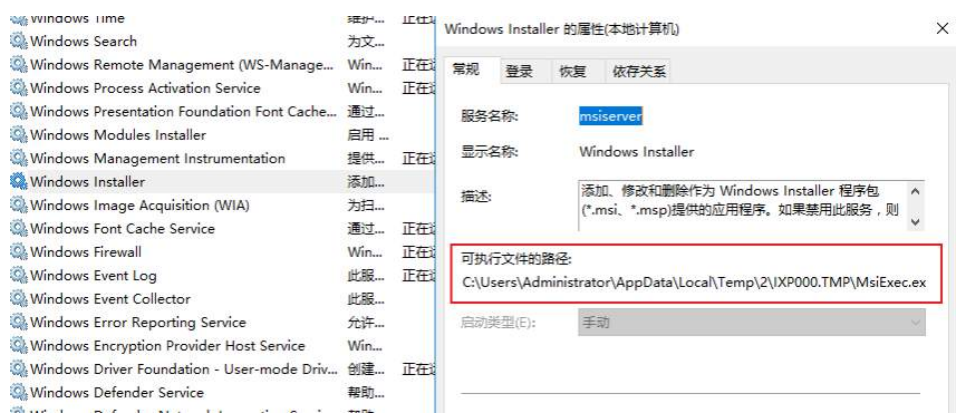 Windows Time 维护... 正在
Windows Search 为文...
Windows Remote Management (WS-Manage... Win... 正在
Windows Process Activation Service Win... 正在
Windows Presentation Foundation Font Cache... 通过...
Windows Modules Installer 启用 ...
Windows Management Instrumentation 提供... 正在
Windows Installer 添加...
Windows Image Acquisition (WIA) 为扫...
Windows Font Cache Service 通过... 正在
Windows Firewall Win... 正在
Windows Event Log 此服... 正在
Windows Event Collector 此服...
Windows Error Reporting Service 允许...
Windows Encryption Provider Host Service Win...
Windows Driver Foundation - User-mode Driv... 创建... 正在
Windows Defender Service 帮助...
Windows Installer 的属性(本地计算机)
常规 登录 恢复 依存关系
服务名称: msiserver
显示名称: Windows Installer
描述: 添加、修改和删除作为 Windows Installer 程序包
(*.msi、*.msp)提供的应用程序。如果禁用此服务，则
可执行文件的路径:
C:\Users\Administrator\AppData\Local\Temp\2\IXP000.TMP\MsiExec.ex
启动类型(E): 手动